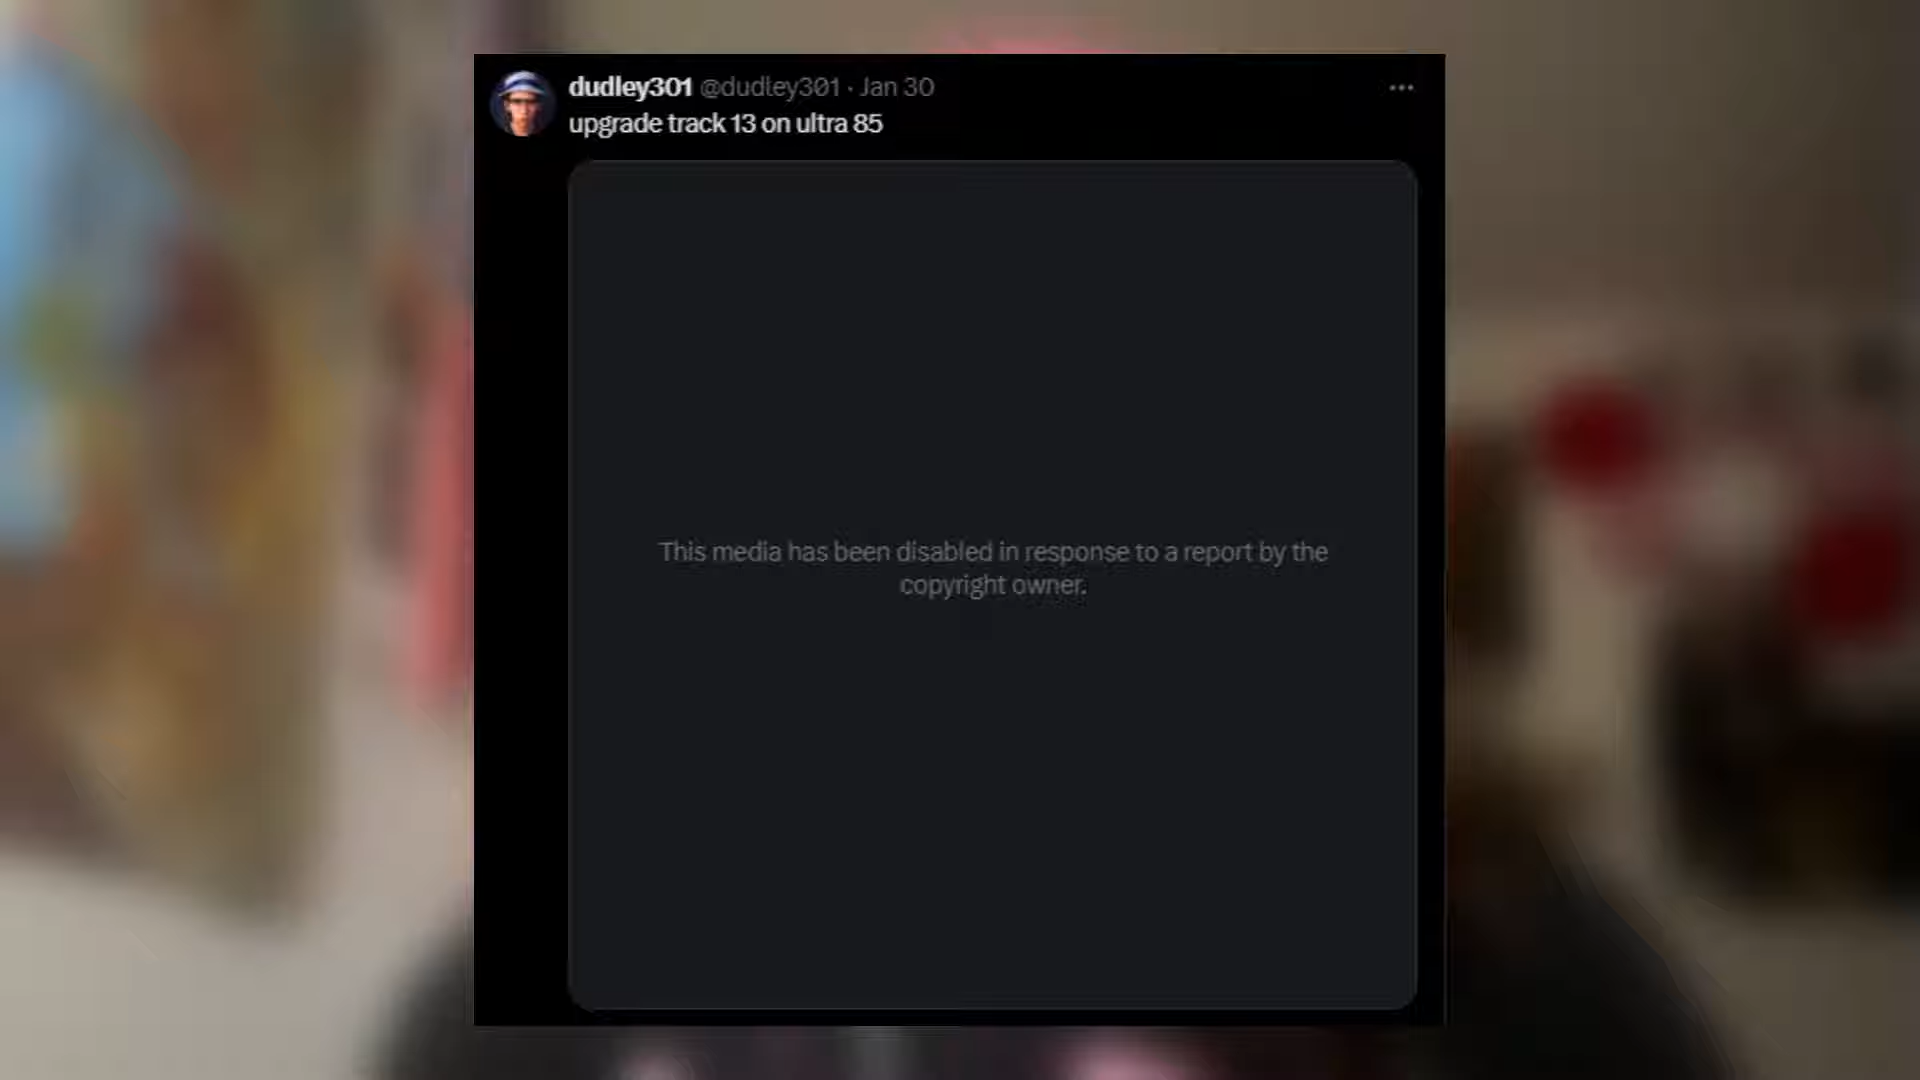 dudley301 @dudley301 · Jan 30
upgrade track 13 on ultra 85
This media has been disabled in response to a report by the
copyright owner.